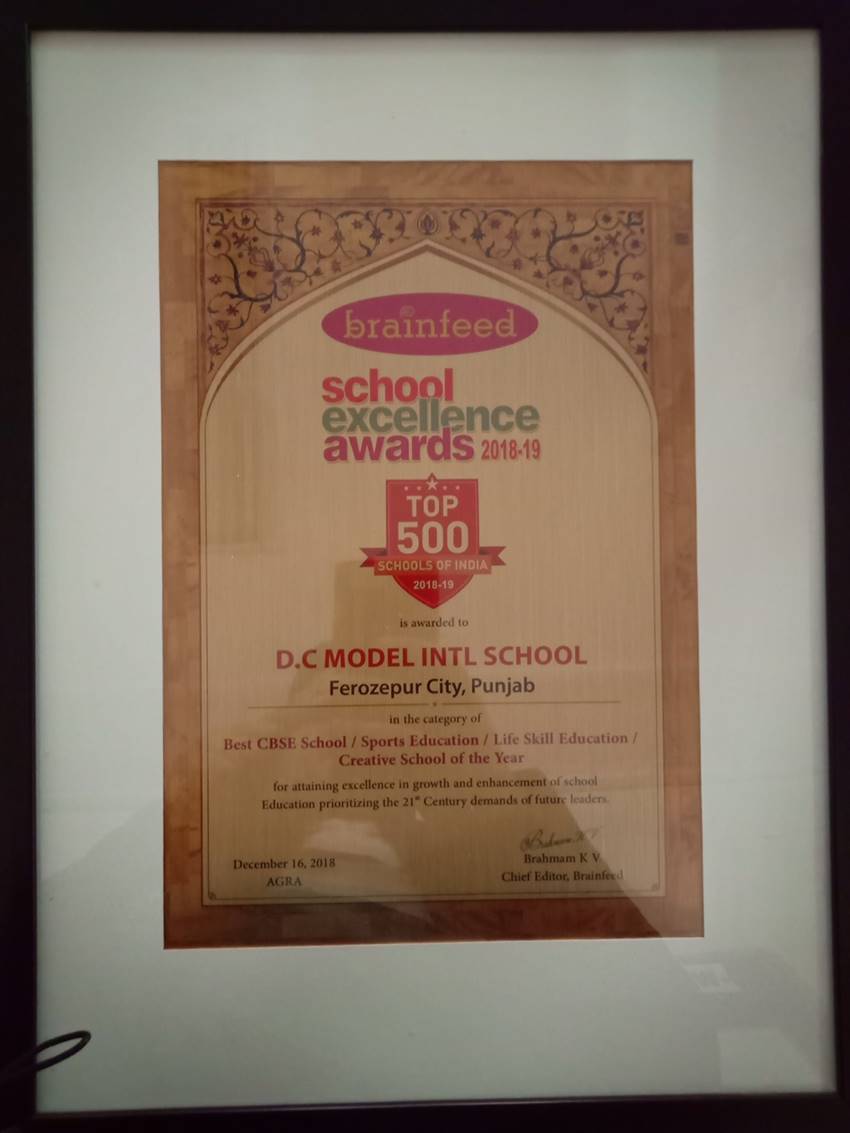 brainfeed
school
excellence
awards 2018-19
TOP
500
SCHOOLS OF INDIA
2018-19
is awarded to
D.C MODEL INTL SCHOOL
Ferozepur City, Punjab
in the category of
Best CBSE School / Sports Education / Life Skill Education /
Creative School of the Year
for attaining excellence in growth and enhancement of school
Education prioritizing the 21st Century demands of future leaders.
Brahmam K V
December 16, 2018
Brahmam K V
AGRA
Chief Editor, Brainfeed